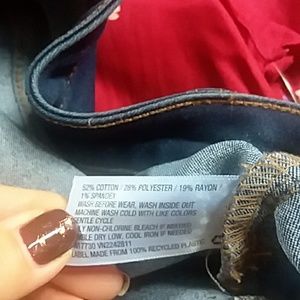 52% COTTON / 28% POLYESTER / 19% RAYON /
1% SPANDEX
WASH BEFORE WEAR, WASH INSIDE OUT
MACHINE WASH COLD WITH LIKE COLORS
GENTLE CYCLE
LY NON-CHLORINE BLEACH IF NEEDED
MBLE DRY LOW, COOL IRON IF NEEDED
LABEL MADE FROM 100% RECYCLED PLASTIC